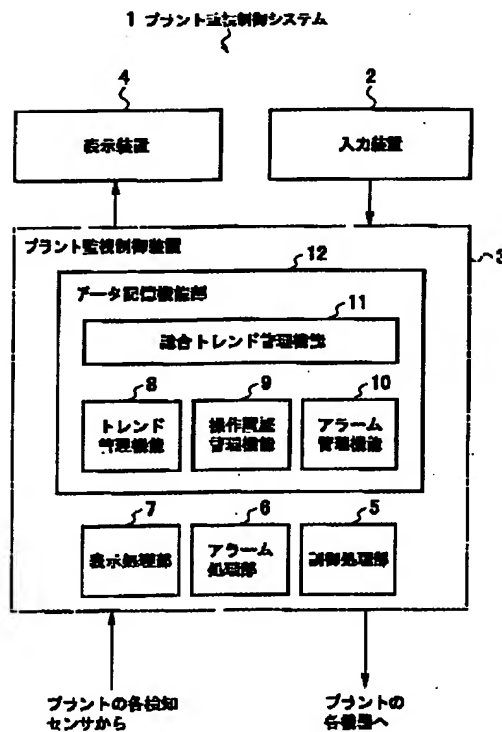 1 プラント監視制御システム
4
2
表示装置
入力装置
プラント監視制御装置
3
12
データ記憶機能部
11
総合トレンド管理機能
8
9
10
トレンド
管理機能
操作履歴
管理機能
アラーム
管理機能
7
6
5
表示処理部
アラーム
処理部
制御処理部
プラントの各検知
センサから
プラントの
各機器へ